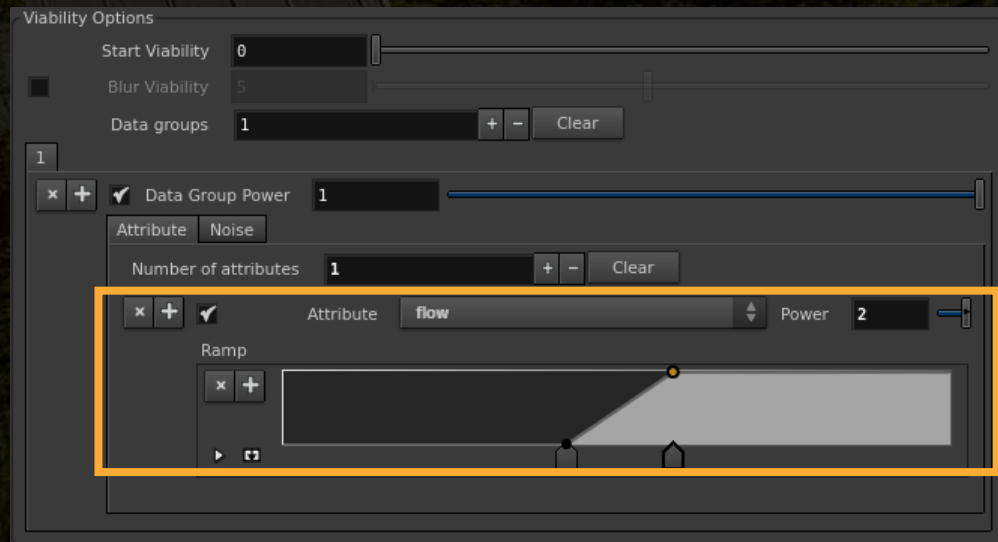 Viability Options
Start Viability 0
Blur Viability 5
Data groups 1 + − Clear
1
× + Data Group Power 1
Attribute Noise
Number of attributes 1 + − Clear
× + Attribute flow Power 2
Ramp
× +